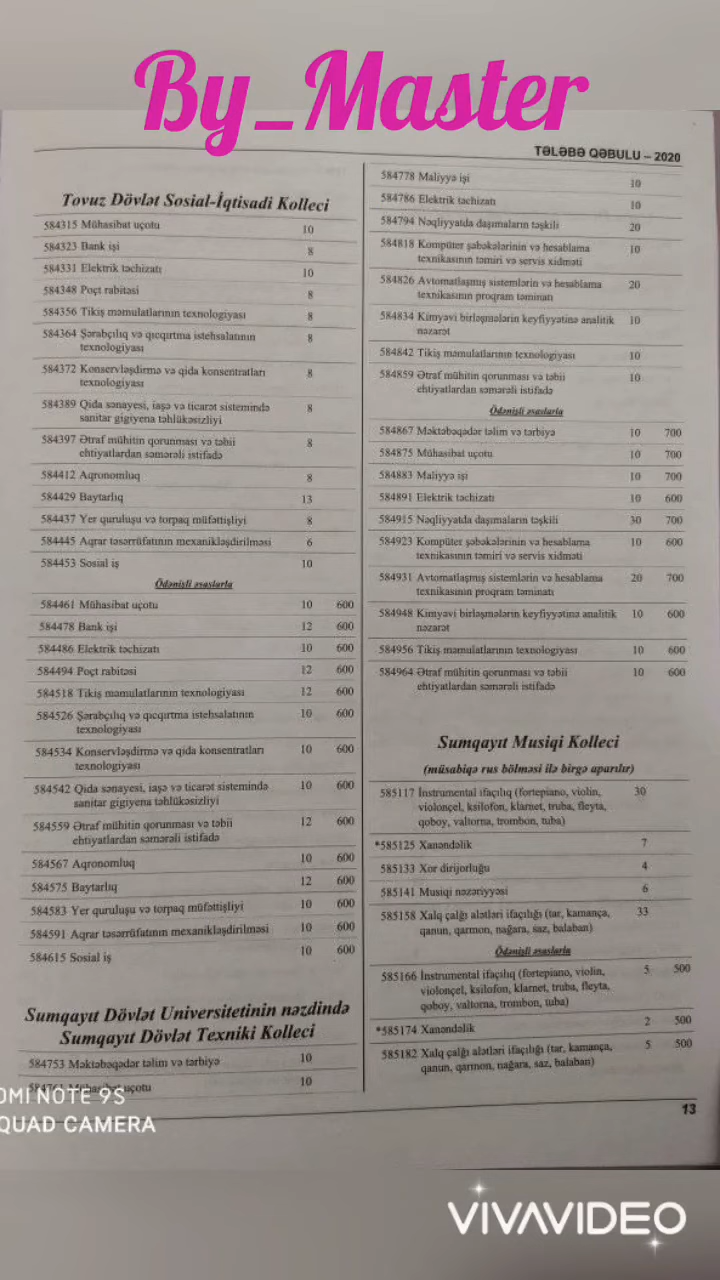 By_Master
TƏLƏBƏ QƏBULU – 2020
Tovuz Dövlət Sosial-İqtisadi Kolleci
584315 Mühasibat uçotu 10
584323 Bank işi 8
584331 Elektrik təchizatı 10
584348 Poçt rabitəsi 8
584356 Tikiş məmulatlarının texnologiyası 8
584364 Şərabçılıq və qıcqırtma istehsalatının 8
texnologiyası
584372 Konservləşdirmə və qida konsentratları 8
texnologiyası
584389 Qida sənayesi, iaşə və ticarət sistemində 8
sanitar gigiyena təhlükəsizliyi
584397 Ətraf mühitin qorunması və təbii 8
ehtiyatlardan səmərəli istifadə
584412 Aqronomluq 8
584429 Baytarlıq 13
584437 Yer quruluşu və torpaq müfəttişliyi 8
584445 Aqrar təsərrüfatının mexanikləşdirilməsi 6
584453 Sosial iş 10
Ödənişli əsaslarla
584461 Mühasibat uçotu 10 600
584478 Bank işi 12 600
584486 Elektrik təchizatı 10 600
584494 Poçt rabitəsi 12 600
584518 Tikiş məmulatlarının texnologiyası 12 600
584526 Şərabçılıq və qıcqırtma istehsalatının 10 600
texnologiyası
584534 Konservləşdirmə və qida konsentratları 10 600
texnologiyası
584542 Qida sənayesi, iaşə və ticarət sistemində 10 600
sanitar gigiyena təhlükəsizliyi
584559 Ətraf mühitin qorunması və təbii 12 600
ehtiyatlardan səmərəli istifadə
584567 Aqronomluq 10 600
584575 Baytarlıq 12 600
584583 Yer quruluşu və torpaq müfəttişliyi 10 600
584591 Aqrar təsərrüfatının mexanikləşdirilməsi 10 600
584615 Sosial iş 10 600
Sumqayıt Dövlət Universitetinin nəzdində
Sumqayıt Dövlət Texniki Kolleci
584753 Məktəbəqədər təlim və tərbiyə 10
584761 Mühasibat uçotu 10
584778 Maliyyə işi 10
584786 Elektrik təchizatı 10
584794 Nəqliyyatda daşımaların təşkili 20
584818 Kompüter şəbəkələrinin və hesablama 10
texnikasının təmiri və servis xidməti
584826 Avtomatlaşmış sistemlərin və hesablama 20
texnikasının proqram təminatı
584834 Kimyəvi birləşmələrin keyfiyyətinə analitik 10
nəzarət
584842 Tikiş məmulatlarının texnologiyası 10
584859 Ətraf mühitin qorunması və təbii 10
ehtiyatlardan səmərəli istifadə
Ödənişli əsaslarla
584867 Məktəbəqədər təlim və tərbiyə 10 700
584875 Mühasibat uçotu 10 700
584883 Maliyyə işi 10 700
584891 Elektrik təchizatı 10 600
584915 Nəqliyyatda daşımaların təşkili 30 700
584923 Kompüter şəbəkələrinin və hesablama 10 600
texnikasının təmiri və servis xidməti
584931 Avtomatlaşmış sistemlərin və hesablama 20 700
texnikasının proqram təminatı
584948 Kimyəvi birləşmələrin keyfiyyətinə analitik 10 600
nəzarət
584956 Tikiş məmulatlarının texnologiyası 10 600
584964 Ətraf mühitin qorunması və təbii 10 600
ehtiyatlardan səmərəli istifadə
Sumqayıt Musiqi Kolleci
(müsabiqə rus bölməsi ilə birgə aparılır)
585117 İnstrumental ifaçılıq (fortepiano, violin, 30
violonçel, ksilofon, klarnet, truba, fleyta,
qoboy, valtorna, trombon, tuba)
*585125 Xanəndəlik 7
585133 Xor dirijorluğu 4
585141 Musiqi nəzəriyyəsi 6
585158 Xalq çalğı alətləri ifaçılığı (tar, kamança, 33
qanun, qarmon, nağara, saz, balaban)
Ödənişli əsaslarla
585166 İnstrumental ifaçılıq (fortepiano, violin, 5 500
violonçel, ksilofon, klarnet, truba, fleyta,
qoboy, valtorna, trombon, tuba)
*585174 Xanəndəlik 2 500
585182 Xalq çalğı alətləri ifaçılığı (tar, kamança, 5 500
qanun, qarmon, nağara, saz, balaban)
13
OMI NOTE 9S
QUAD CAMERA
VIVAVIDEO